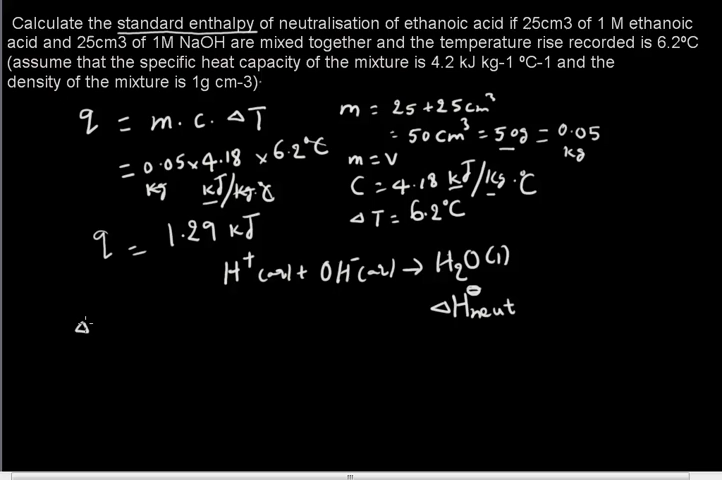 Calculate the standard enthalpy of neutralisation of ethanoic acid if 25cm3 of 1 M ethanoic
acid and 25cm3 of 1M NaOH are mixed together and the temperature rise recorded is 6.2ºC
(assume that the specific heat capacity of the mixture is 4.2 kJ kg-1 ºC-1 and the
density of the mixture is 1g cm-3)
q = m. c. ΔT
= 0.05 × 4.18 × 6.2°C
kg kJ/kg.°C
q = 1.29 kJ
m = 25 + 25 cm³
= 50 cm³ = 50g = 0.05
kg
m = v
C = 4.18 kJ/kg.°C
ΔT = 6.2°C
H⁺(aq) + OH⁻(aq) → H₂O(l)
ΔH⊖neut
Δ